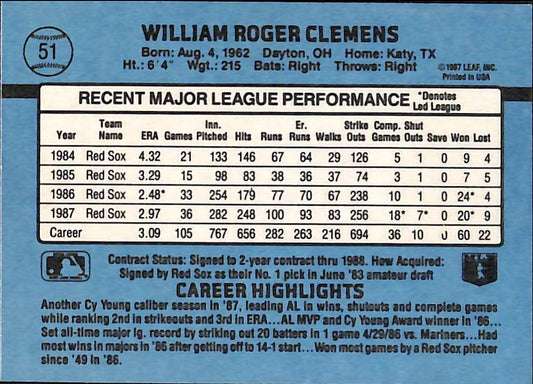 51
WILLIAM ROGER CLEMENS
Born: Aug. 4, 1962 Dayton, OH Home: Katy, TX
Ht.: 6'4" Wgt.: 215 Bats: Right Throws: Right
©1987 LEAF, INC.
Printed in USA
RECENT MAJOR LEAGUE PERFORMANCE *Denotes Led League
Year Team Name ERA Games Inn. Pitched Hits Runs Er. Runs Walks Strike Outs Comp. Games Shut Outs Save Won Lost
1984 Red Sox 4.32 21 133 146 67 64 29 126 5 1 0 9 4
1985 Red Sox 3.29 15 98 83 38 36 37 74 3 1 0 7 5
1986 Red Sox 2.48* 33 254 179 77 70 67 238 10 1 0 24* 4
1987 Red Sox 2.97 36 282 248 100 93 83 256 18* 7* 0 20* 9
Career 3.09 105 767 656 282 263 216 694 36 10 0 60 22
Contract Status: Signed to 2-year contract thru 1988. How Acquired:
Signed by Red Sox as their No. 1 pick in June '83 amateur draft
CAREER HIGHLIGHTS
Another Cy Young caliber season in '87, leading AL in wins, shutouts and complete games
while ranking 2nd in strikeouts and 3rd in ERA...AL MVP and Cy Young Award winner in '86...
Set all-time major lg. record by striking out 20 batters in 1 game 4/29/86 vs. Mariners...Had
most wins in majors in '86 after getting off to 14-1 start...Won most games by a Red Sox pitcher
since '49 in '86.